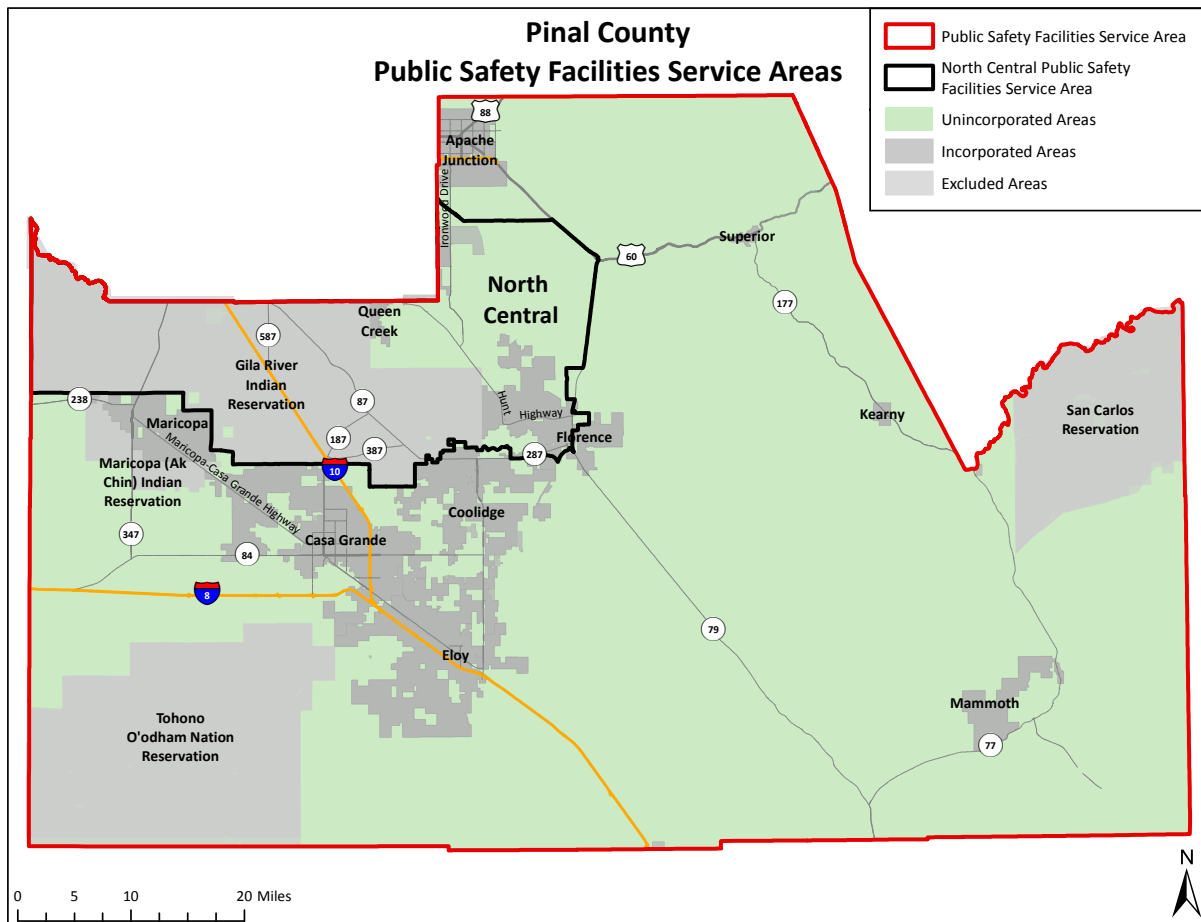 Pinal County
Public Safety Facilities Service Areas
Public Safety Facilities Service Area
North Central Public Safety
Facilities Service Area
Unincorporated Areas
Incorporated Areas
Excluded Areas
88
Apache
Junction
Ironwood Drive
Superior
60
North
Central
177
Queen
Creek
587
Gila River
Indian
Reservation
87
238
Maricopa
187
387
Hunt
Highway
Florence
287
Kearny
San Carlos
Reservation
10
Maricopa (Ak
Chin) Indian
Reservation
Maricopa-Casa Grande Highway
Coolidge
347
84
Casa Grande
8
79
Eloy
Mammoth
77
Tohono
O'odham Nation
Reservation
N
0 5 10 20 Miles